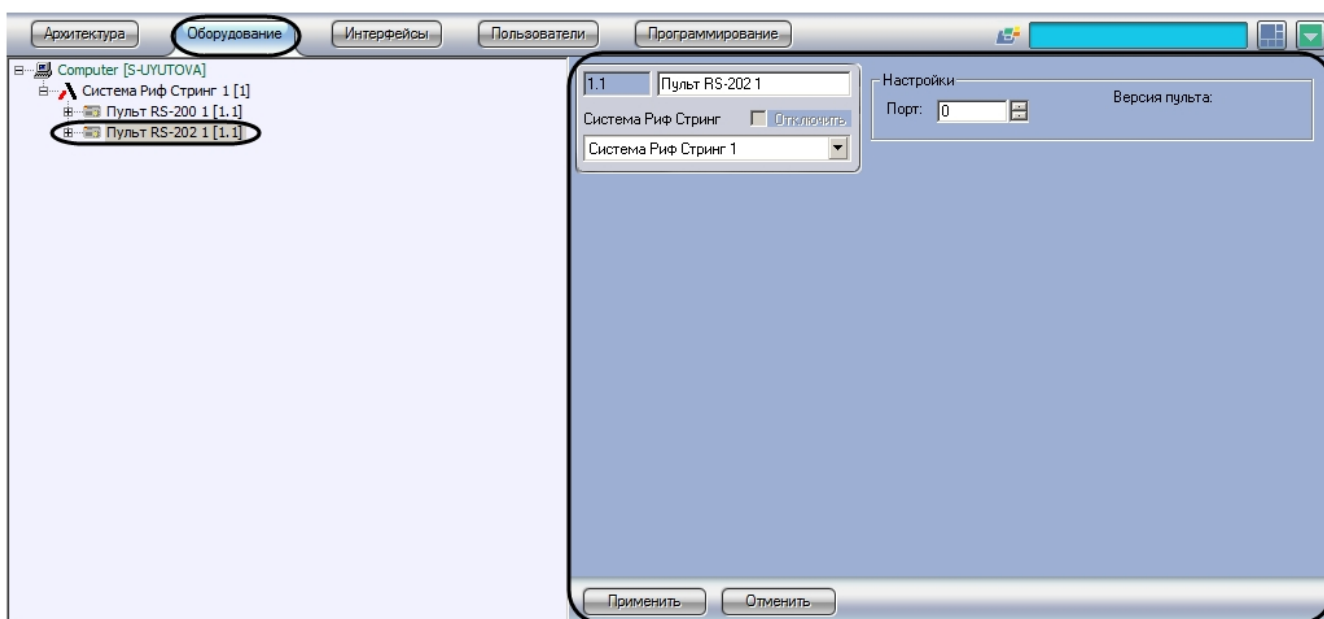 Архитектура Оборудование Интерфейсы Пользователи Программирование
Computer [S-UYUTOVA]
Система Риф Стринг 1 [1]
Пульт RS-200 1 [1.1]
Пульт RS-202 1 [1.1]
1.1 Пульт RS-202 1
Система Риф Стринг Отключить
Система Риф Стринг 1
Настройки
Порт: 0 Версия пульта:
Применить Отменить